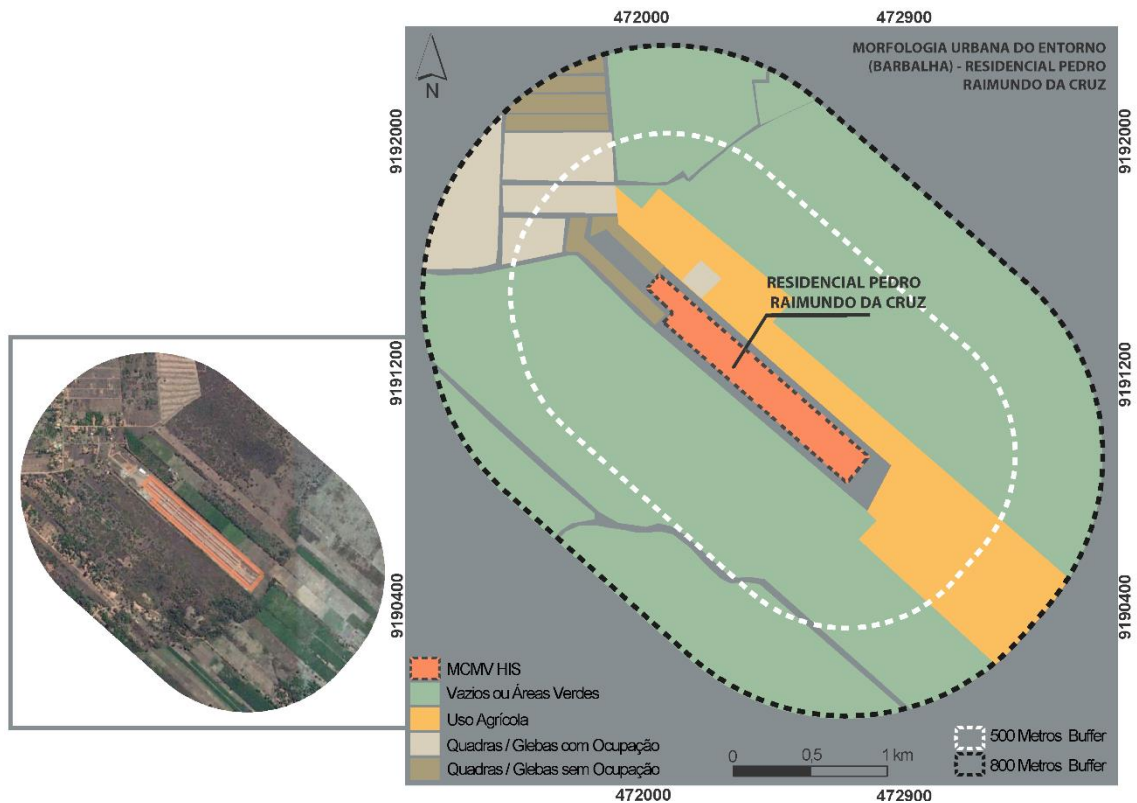 472000
472900
MORFOLOGIA URBANA DO ENTORNO
(BARBALHA) - RESIDENCIAL PEDRO
RAIMUNDO DA CRUZ
N
9192000
9192000
RESIDENCIAL PEDRO
RAIMUNDO DA CRUZ
9191200
9191200
9190400
9190400
MCMV HIS
Vazios ou Áreas Verdes
Uso Agrícola
Quadras / Glebas com Ocupação
Quadras / Glebas sem Ocupação
0 0,5 1 km
500 Metros Buffer
800 Metros Buffer
472000
472900